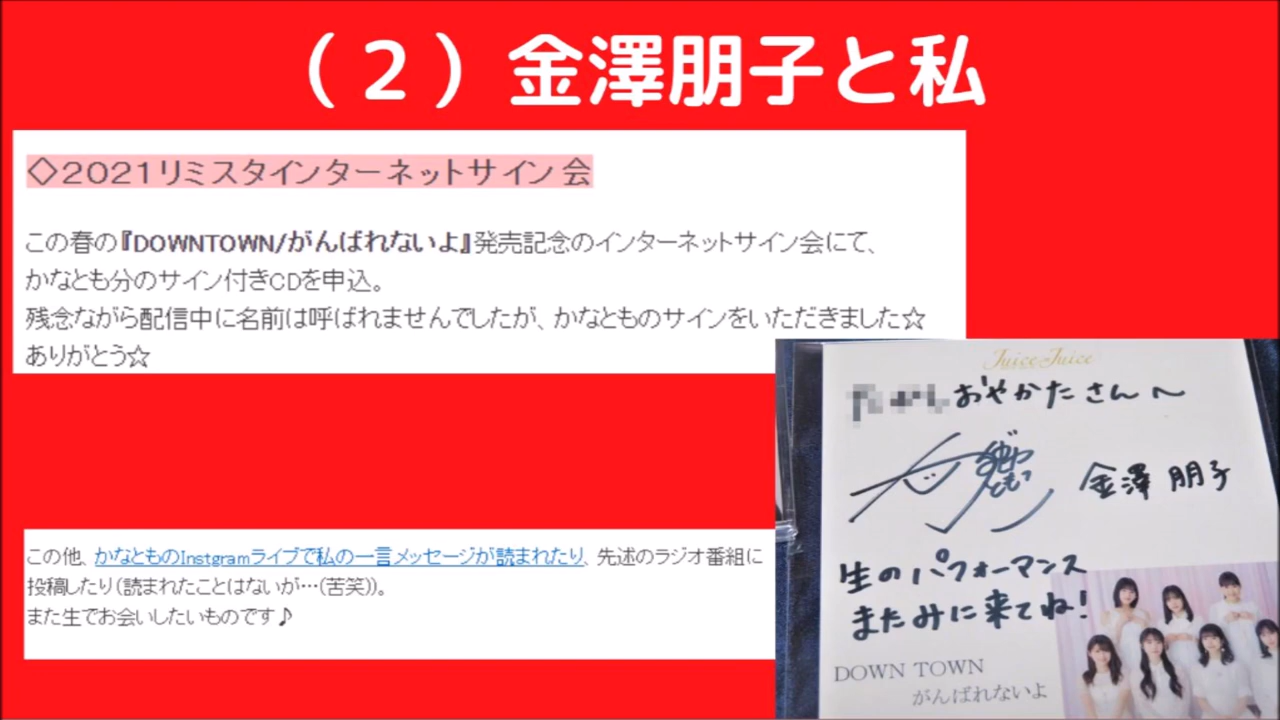 （２）金澤朋子と私
◇２０２１リミスタインターネットサイン会
この春の『DOWNTOWN/がんばれないよ』発売記念のインターネットサイン会にて、
かなとも分のサイン付きCDを申込。
残念ながら配信中に名前は呼ばれませんでしたが、かなとものサインをいただきました☆
ありがとう☆
この他、かなとものInstgramライブで私の一言メッセージが読まれたり、先述のラジオ番組に
投稿したり（読まれたことはないが…(苦笑)）。
また生でお会いしたいものです♪
Juice=Juice
おやかたさんへ
金澤 朋子
生のパフォーマンス
またみに来てね！
DOWN TOWN
がんばれないよ